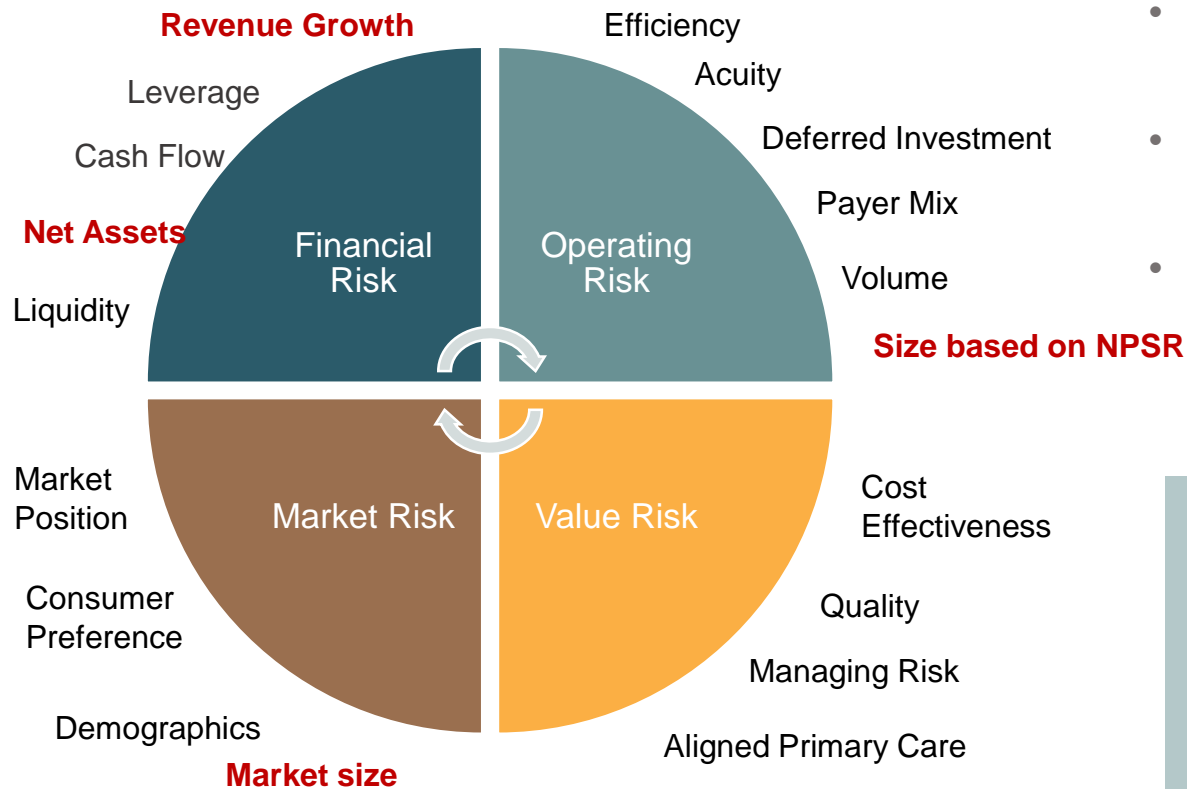 Revenue Growth
Efficiency
Leverage
Acuity
Cash Flow
Deferred Investment
Net Assets
Payer Mix
Financial
Risk
Operating
Risk
Liquidity
Volume
Size based on NPSR
Market
Position
Market Risk
Value Risk
Cost
Effectiveness
Consumer
Preference
Quality
Managing Risk
Demographics
Aligned Primary Care
Market size